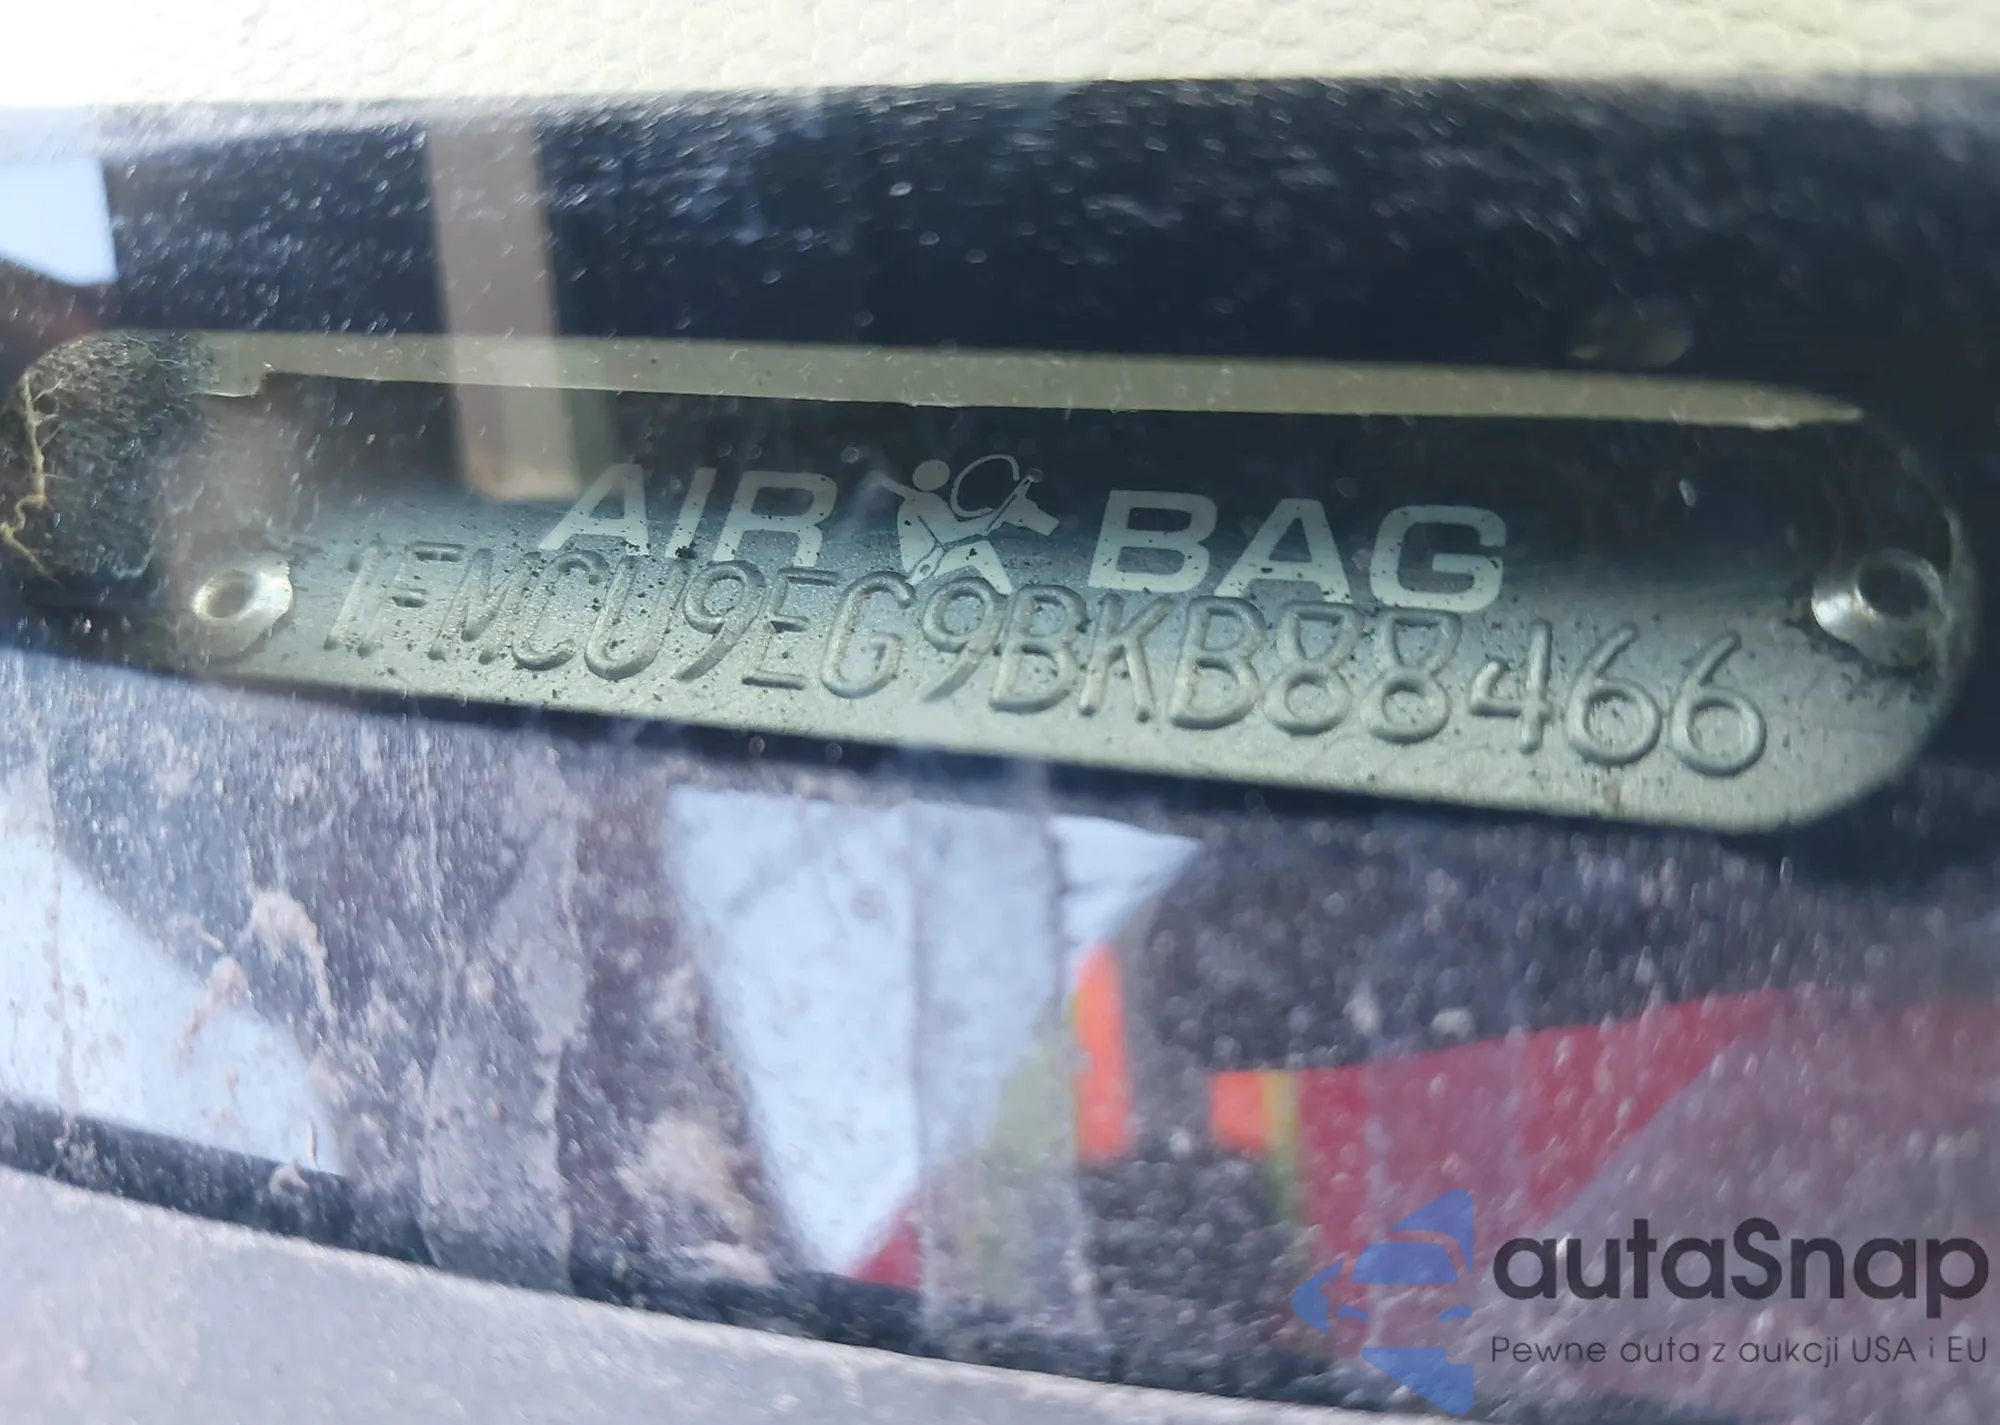 AIR BAG
1FMCU9EG9BKB88466
autaSnap
Pewne auta z aukcji USA i EU